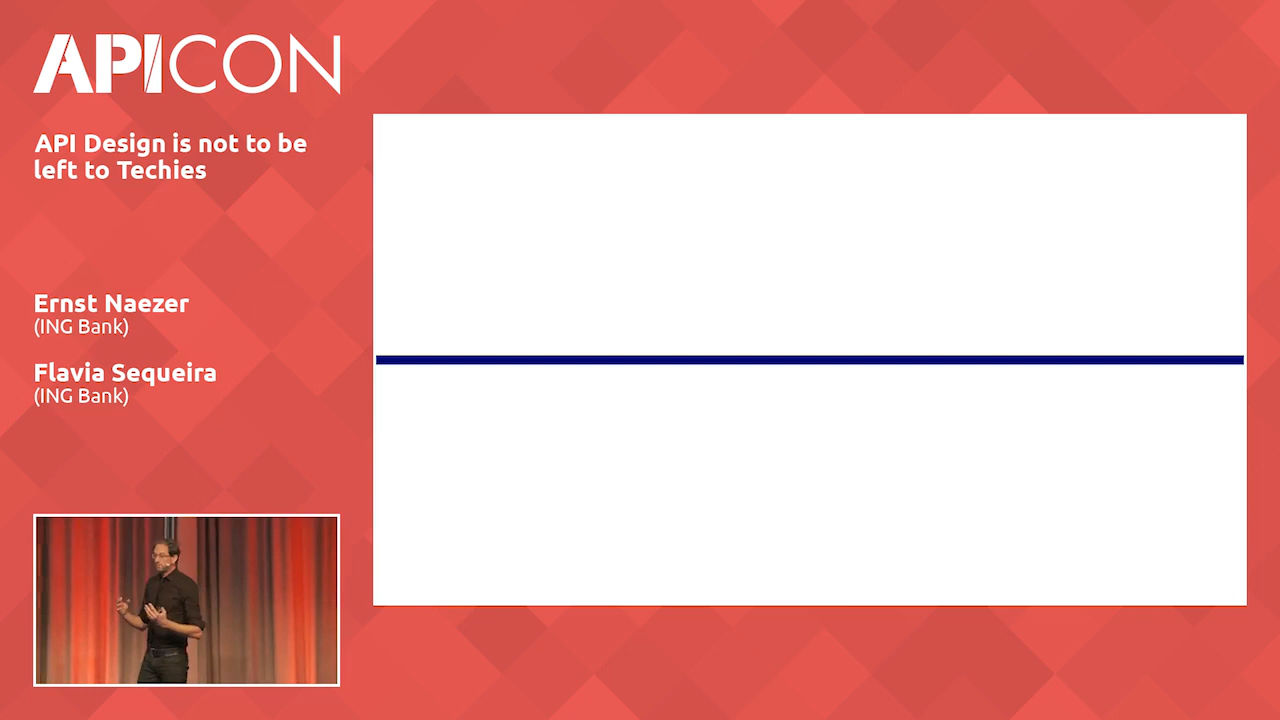 APICON
API Design is not to be
left to Techies
Ernst Naezer
(ING Bank)
Flavia Sequeira
(ING Bank)